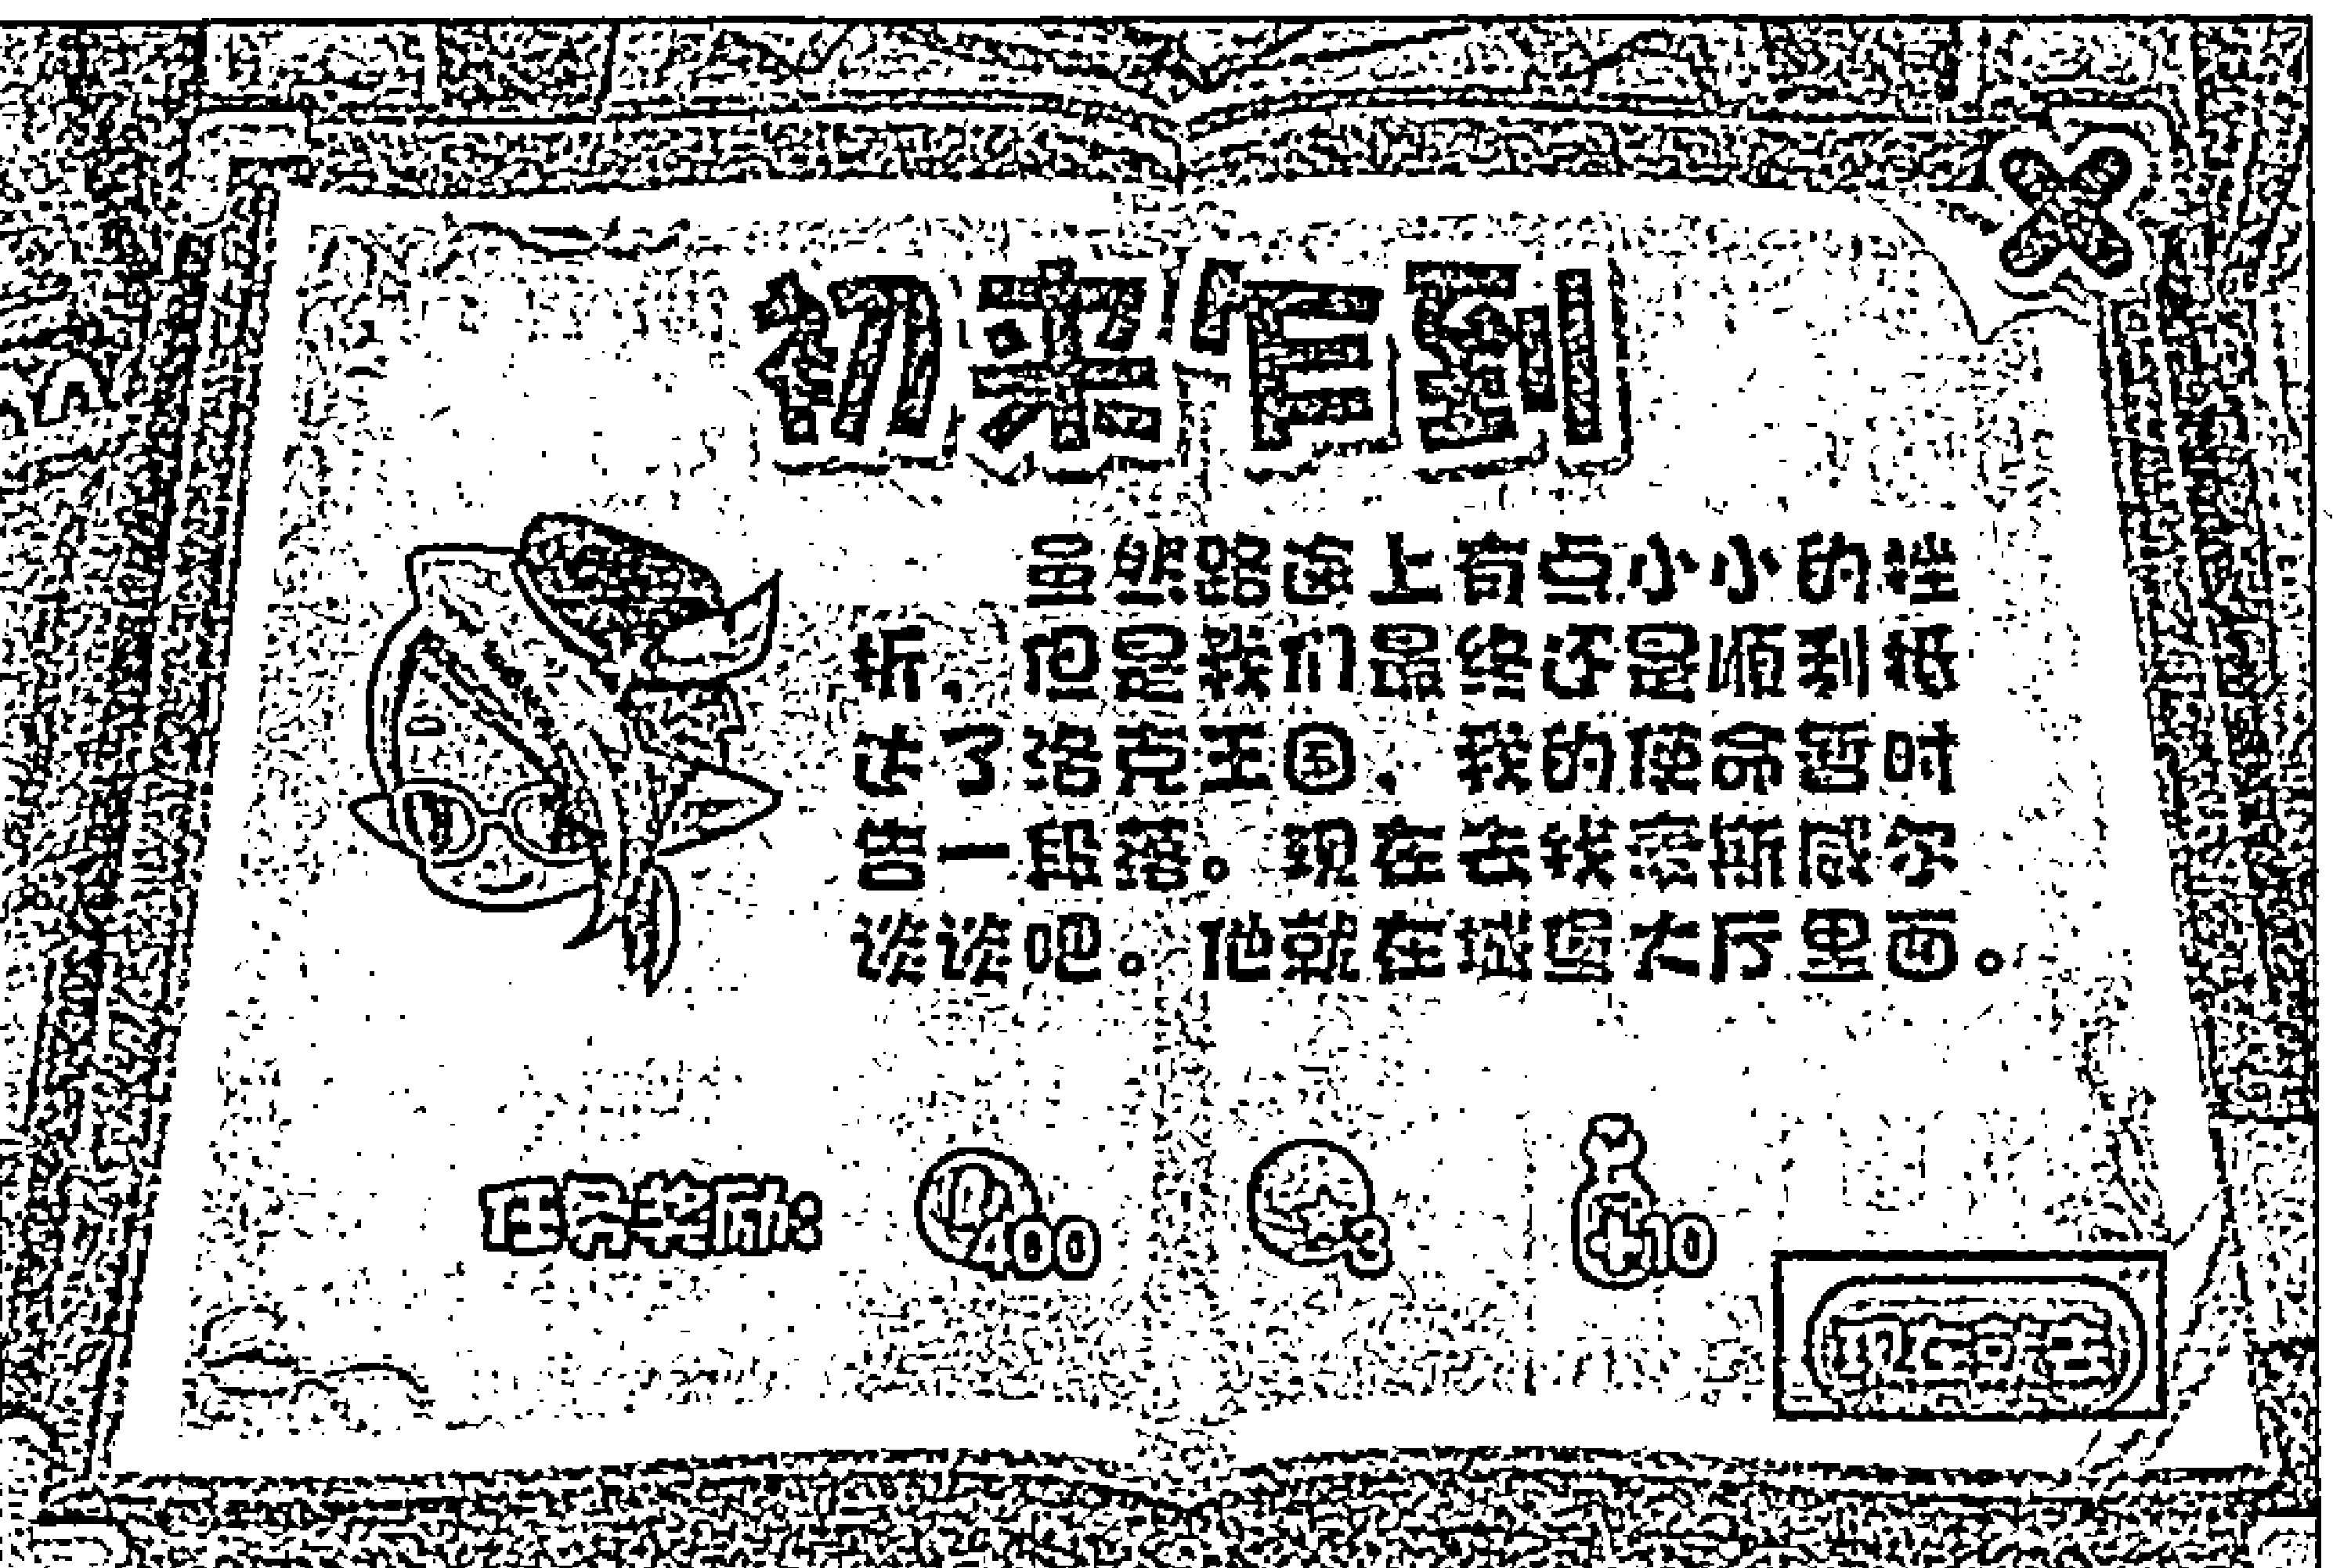 初来乍到
虽然路途上有点小小的挫
折，但是我们最终还是顺利抵
达了洛克王国，我的使命暂时
告一段落。现在去找麦斯威尔
谈谈吧。他就在城堡大厅里面。
任务奖励：
400
3
10
现在就去